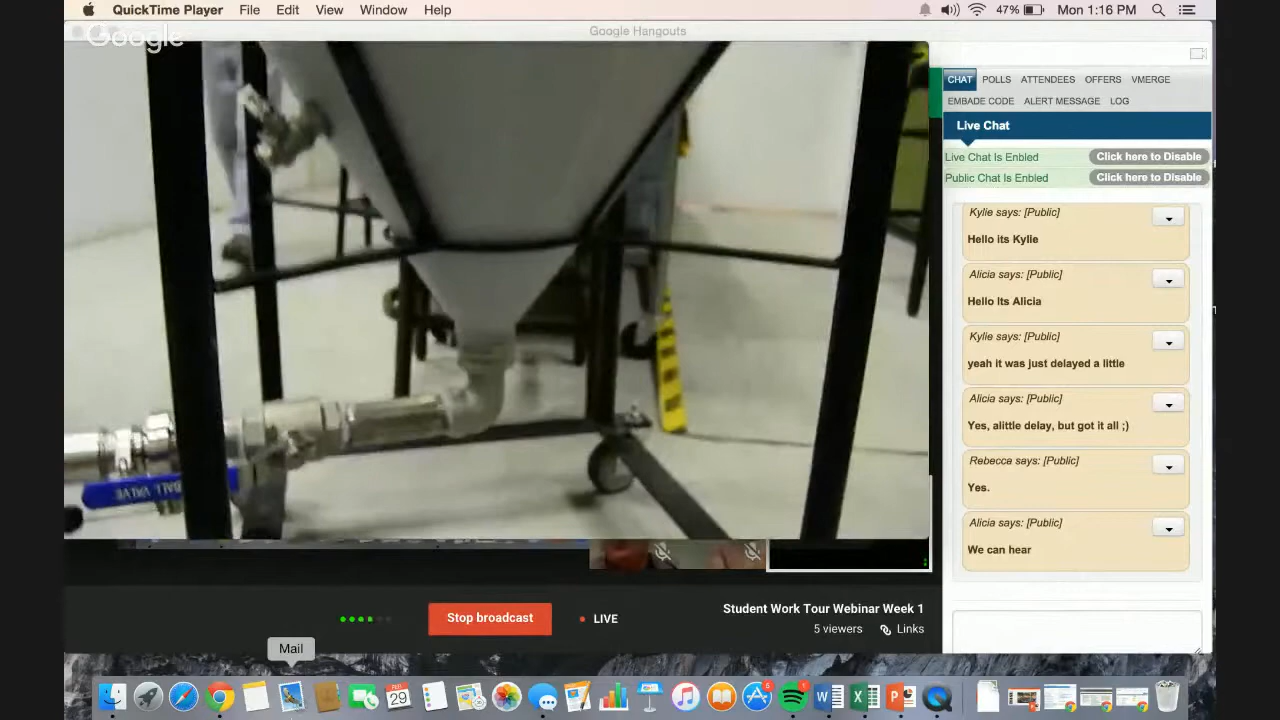 QuickTime Player File Edit View Window Help 47% Mon 1:16 PM
Google Hangouts
Google
CHAT POLLS ATTENDEES OFFERS VMERGE
EMBADE CODE ALERT MESSAGE LOG
Live Chat
Live Chat Is Enbled Click here to Disable
Public Chat Is Enbled Click here to Disable
Kylie says: [Public]
Hello its Kylie
Alicia says: [Public]
Hello Its Alicia
Kylie says: [Public]
yeah it was just delayed a little
Alicia says: [Public]
Yes, alittle delay, but got it all ;)
Rebecca says: [Public]
Yes.
Alicia says: [Public]
We can hear
BALL VALVE
Stop broadcast
LIVE
Student Work Tour Webinar Week 1
5 viewers Links
Mail
29